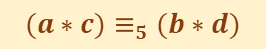 (a * c) ≡₅ (b * d)